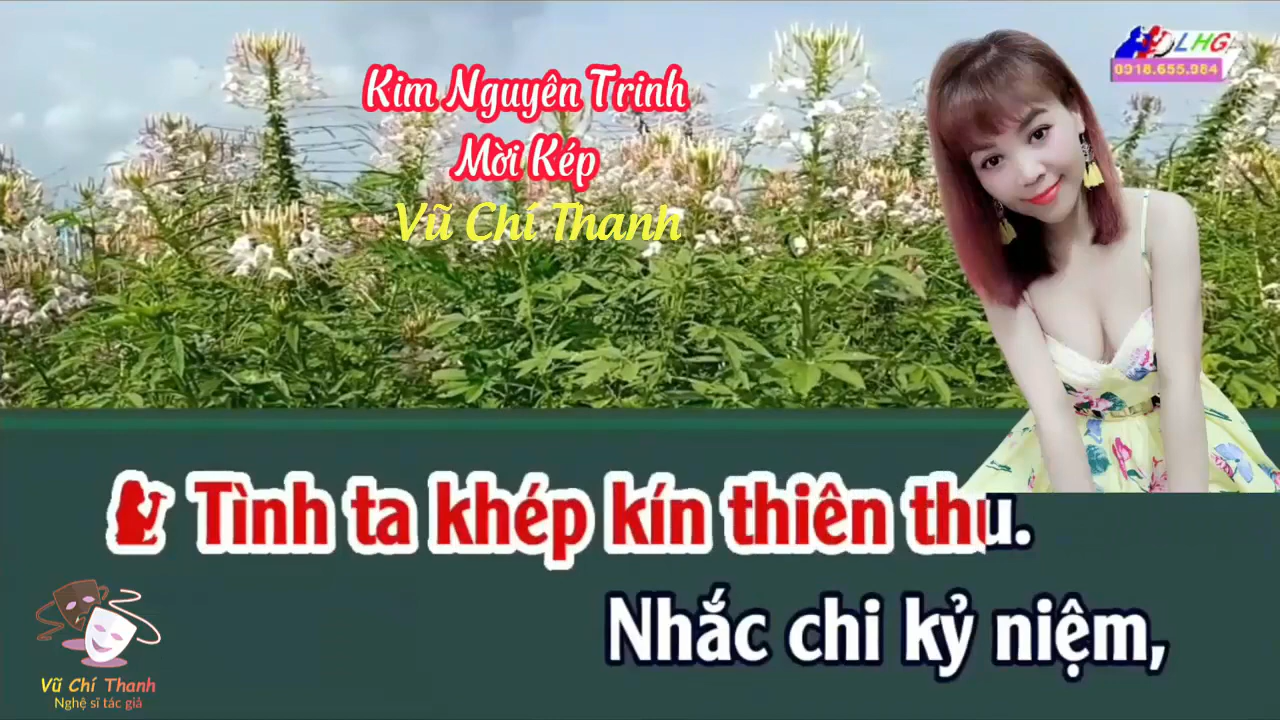 LHG
0918.655.984
Kim Nguyên Trinh
Mời Kép
Vũ Chí Thanh
Tình ta khép kín thiên thu.
Nhắc chi kỷ niệm,
Vũ Chí Thanh
Nghệ sĩ tác giả